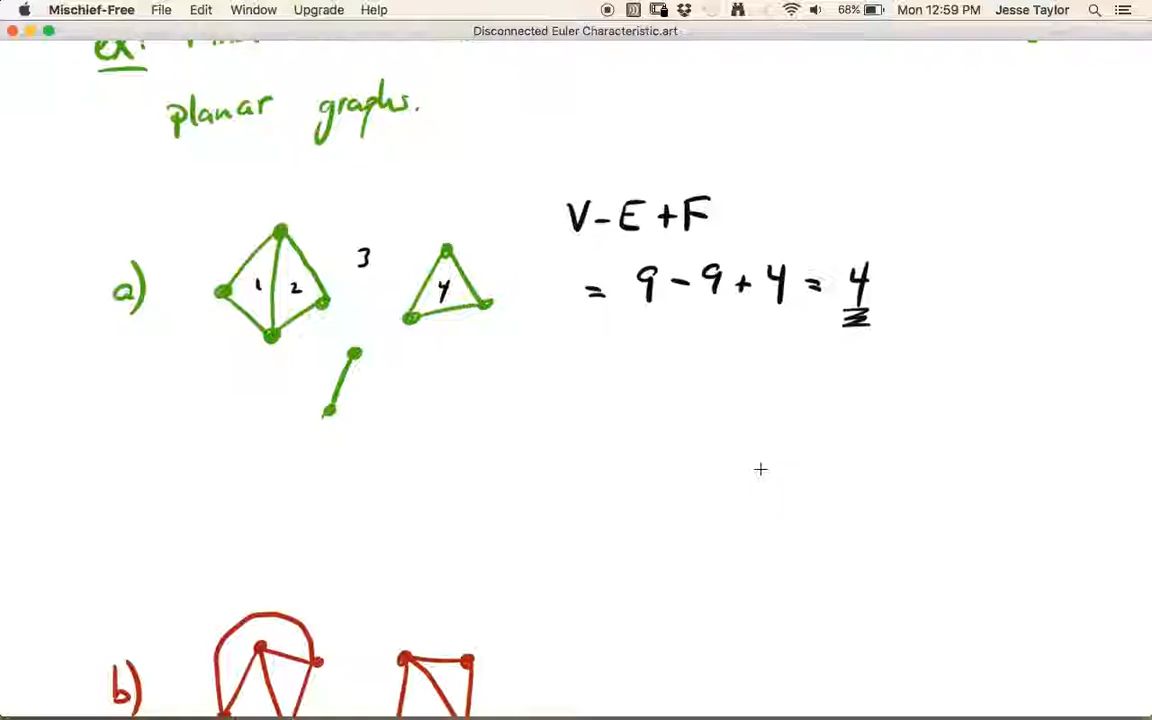 Mischief-Free File Edit Window Upgrade Help 68% Mon 12:59 PM Jesse Taylor
Disconnected Euler Characteristic.art
ex:
planar graphs.
V-E+F
a) 1 2 3 4 = 9-9+4=4
b)